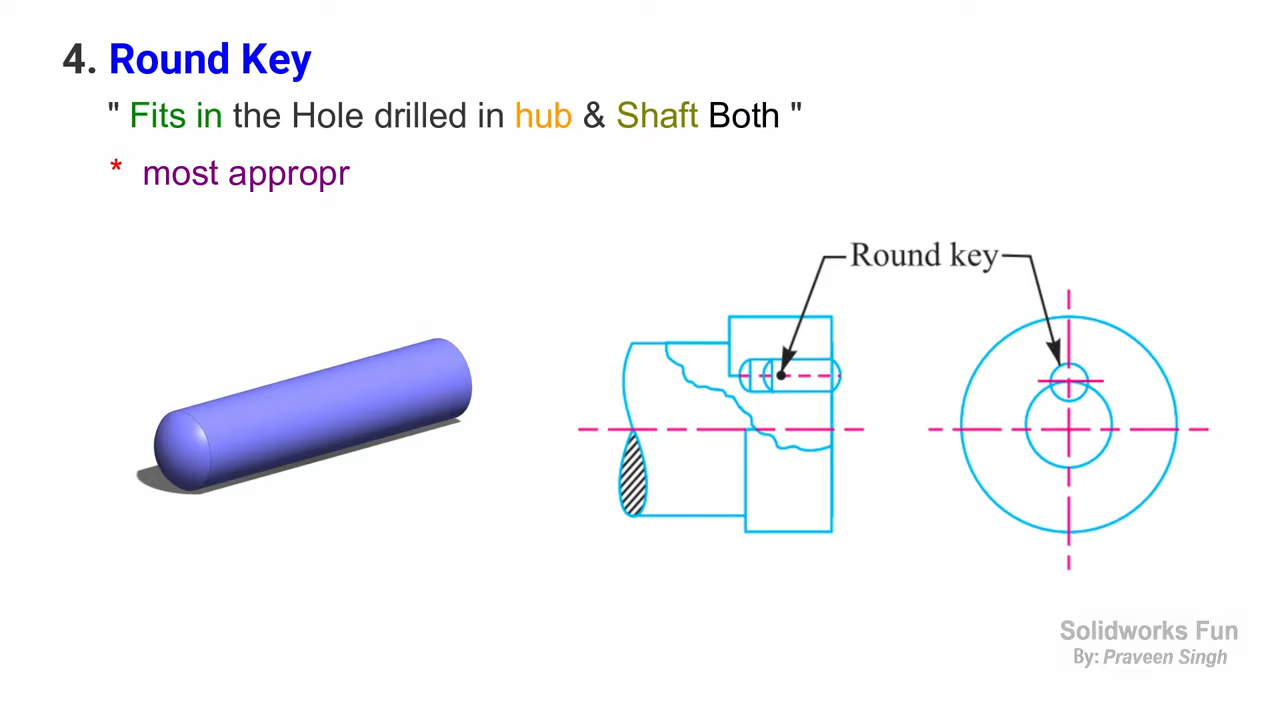 4. Round Key
" Fits in the Hole drilled in hub & Shaft Both "
* most appropr
Round key
Solidworks Fun
By: Praveen Singh